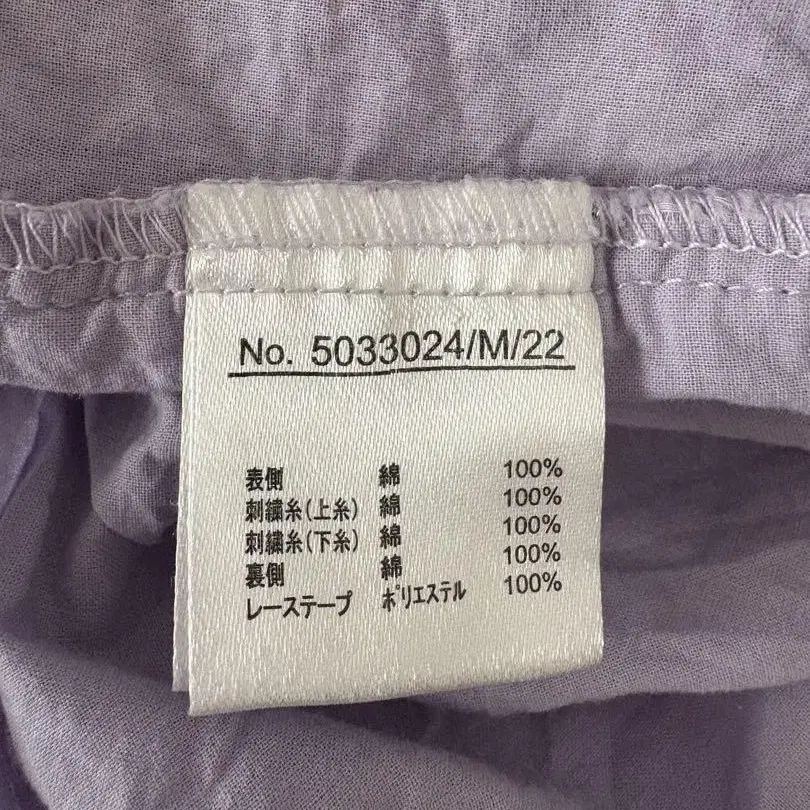 No. 5033024/M/22
表側 綿 100%
刺繍糸(上糸) 綿 100%
刺繍糸(下糸) 綿 100%
裏側 綿 100%
レーステープ ポリエステル 100%